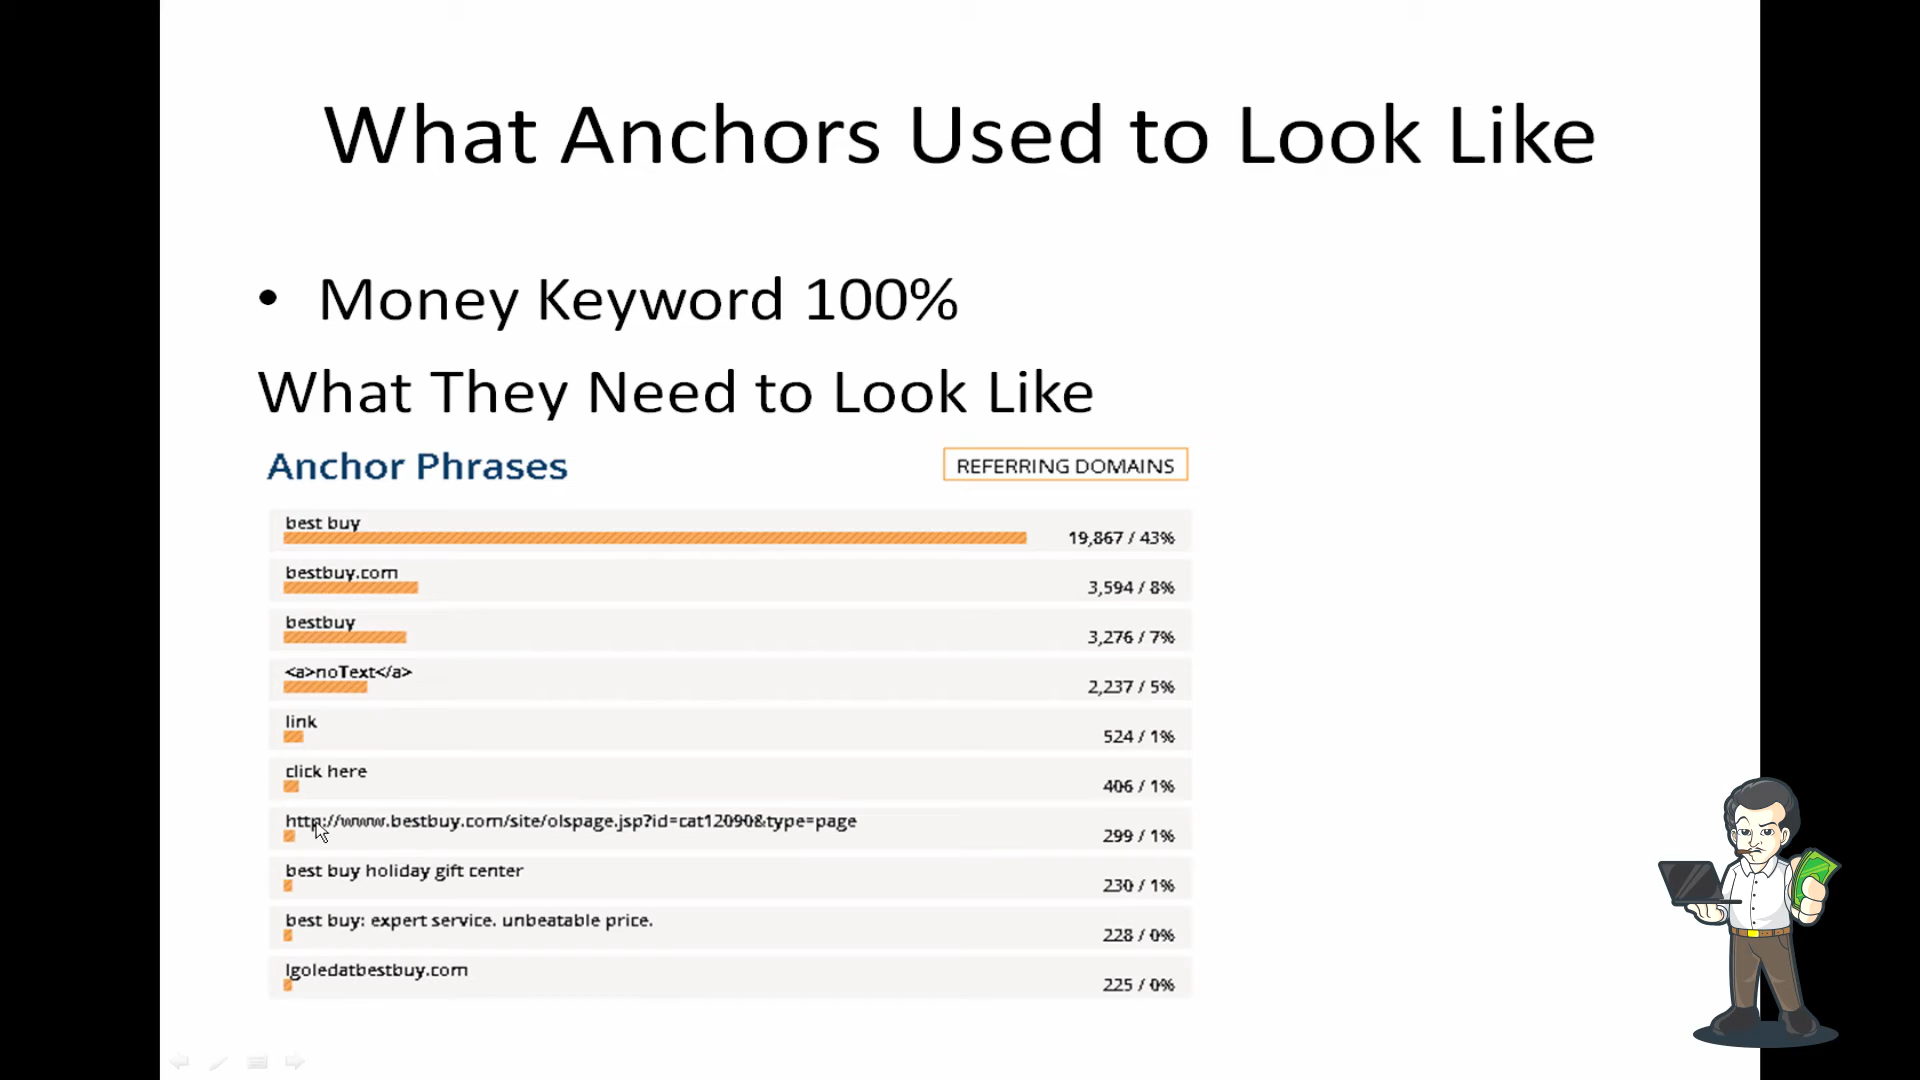 What Anchors Used to Look Like
• Money Keyword 100%
What They Need to Look Like
Anchor Phrases REFERRING DOMAINS
best buy 19,867 / 43%
bestbuy.com 3,594 / 8%
bestbuy 3,276 / 7%
<a>noText</a> 2,237 / 5%
link 524 / 1%
click here 406 / 1%
http://www.bestbuy.com/site/olspage.jsp?id=cat12090&type=page 299 / 1%
best buy holiday gift center 230 / 1%
best buy: expert service. unbeatable price. 228 / 0%
lgoledatbestbuy.com 225 / 0%